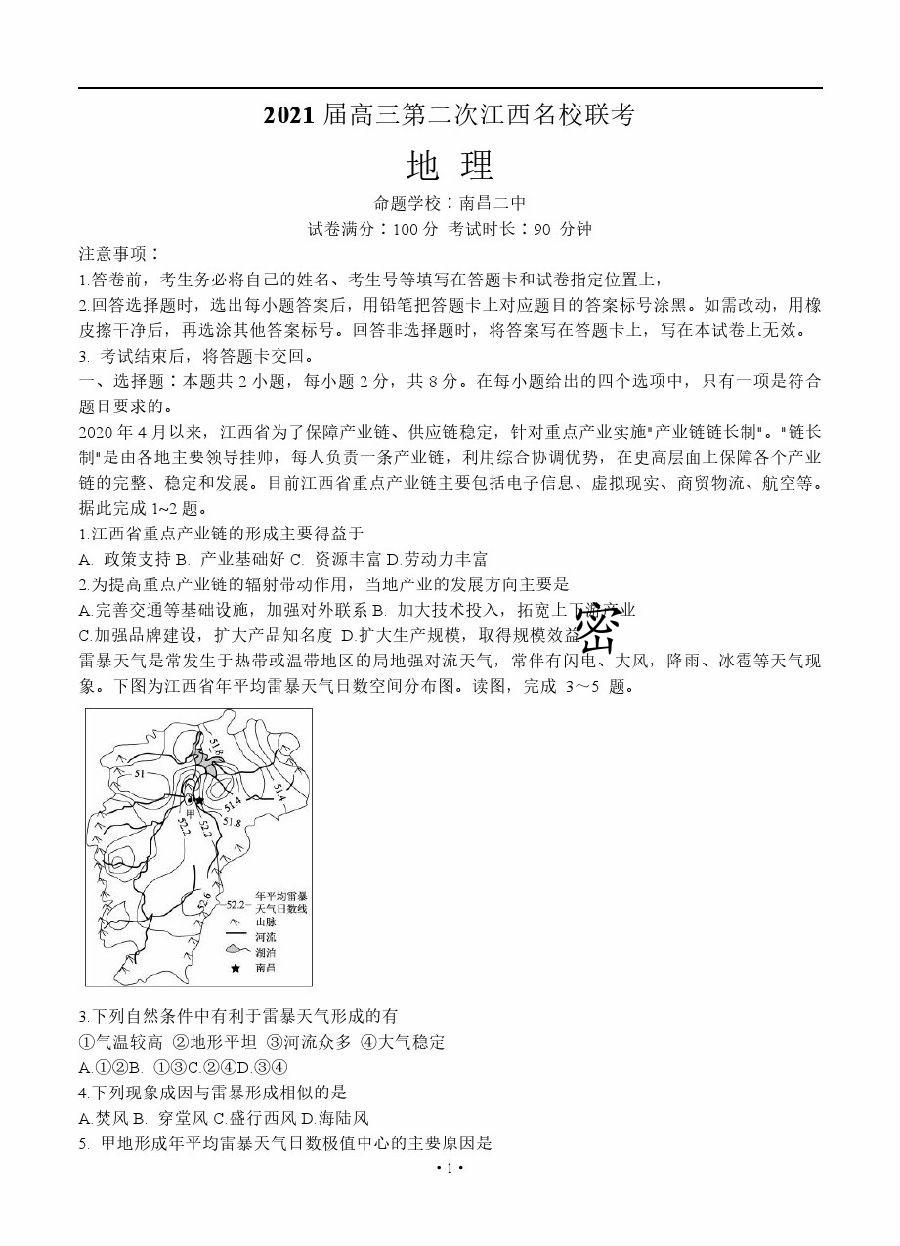 2021 届高三第二次江西名校联考
地 理
命题学校：南昌二中
试卷满分：100 分 考试时长：90 分钟
注意事项：
1.答卷前，考生务必将自己的姓名、考生号等填写在答题卡和试卷指定位置上，
2.回答选择题时，选出每小题答案后，用铅笔把答题卡上对应题目的答案标号涂黑。如需改动，用橡
皮擦干净后，再选涂其他答案标号。回答非选择题时，将答案写在答题卡上，写在本试卷上无效。
3. 考试结束后，将答题卡交回。
一、选择题：本题共 2 小题，每小题 2 分，共 8 分。在每小题给出的四个选项中，只有一项是符合
题目要求的。
2020 年 4 月以来，江西省为了保障产业链、供应链稳定，针对重点产业实施"产业链链长制"。"链长
制"是由各地主要领导挂帅，每人负责一条产业链，利用综合协调优势，在更高层面上保障各个产业
链的完整、稳定和发展。目前江西省重点产业链主要包括电子信息、虚拟现实、商贸物流、航空等。
据此完成 1~2 题。
1.江西省重点产业链的形成主要得益于
A. 政策支持 B. 产业基础好 C. 资源丰富 D.劳动力丰富
2.为提高重点产业链的辐射带动作用，当地产业的发展方向主要是
A.完善交通等基础设施，加强对外联系 B. 加大技术投入，拓宽上下游产业
C.加强品牌建设，扩大产品知名度 D.扩大生产规模，取得规模效益
密
雷暴天气是常发生于热带或温带地区的局地强对流天气，常伴有闪电、大风，降雨、冰雹等天气现
象。下图为江西省年平均雷暴天气日数空间分布图。读图，完成 3～5 题。
51.8
51
51.4
51.4
甲
52.2
52.2
51.8
52.6
52.2 年平均雷暴
天气日数线
山脉
河流
湖泊
南昌
3.下列自然条件中有利于雷暴天气形成的有
①气温较高 ②地形平坦 ③河流众多 ④大气稳定
A.①②B. ①③C.②④D.③④
4.下列现象成因与雷暴形成相似的是
A.焚风 B. 穿堂风 C.盛行西风 D.海陆风
5. 甲地形成年平均雷暴天气日数极值中心的主要原因是
• 1 •